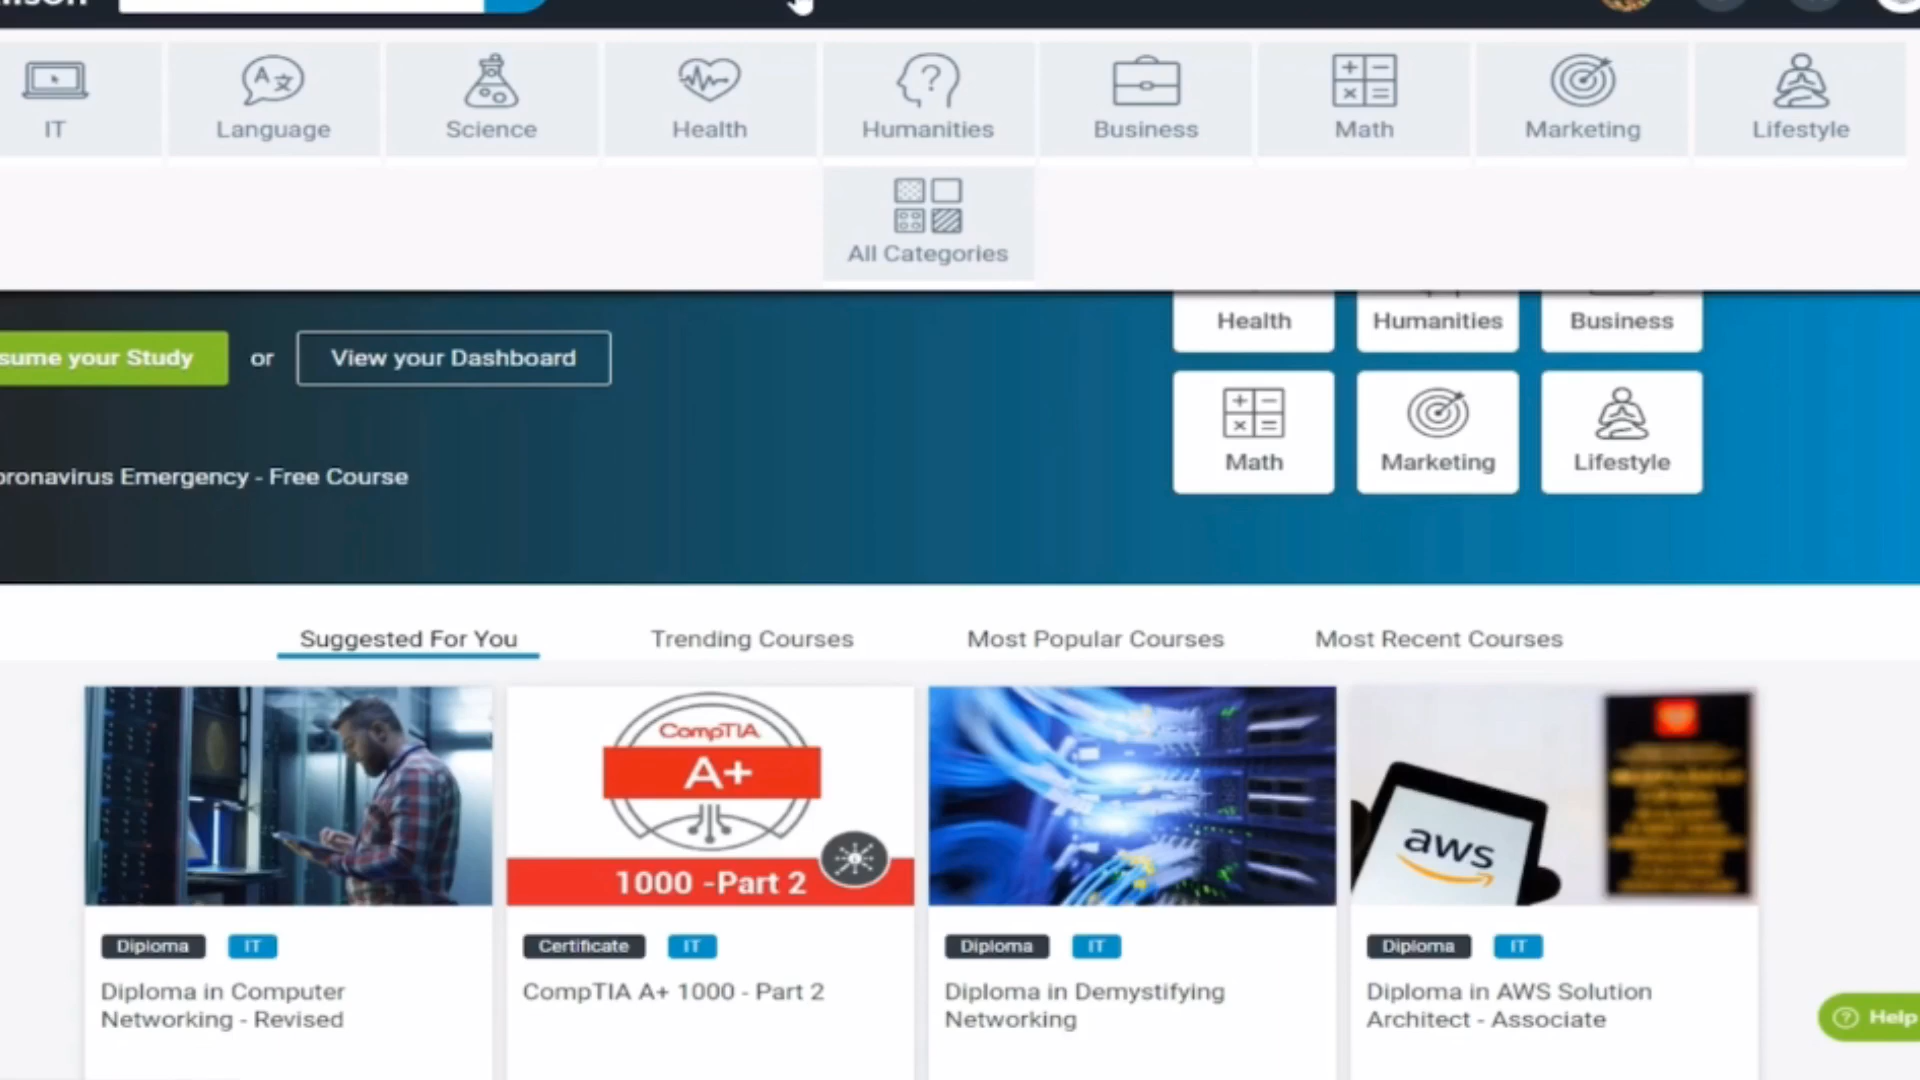 IT
Language
Science
Health
Humanities
Business
Math
Marketing
Lifestyle
All Categories
Health
Humanities
Business
sume your Study
or
View your Dashboard
Math
Marketing
Lifestyle
oronavirus Emergency - Free Course
Suggested For You
Trending Courses
Most Popular Courses
Most Recent Courses
CompTIA
A+
1000 -Part 2
aws
Diploma IT
Certificate IT
Diploma IT
Diploma IT
Diploma in Computer
Networking - Revised
CompTIA A+ 1000 - Part 2
Diploma in Demystifying
Networking
Diploma in AWS Solution
Architect - Associate
Help